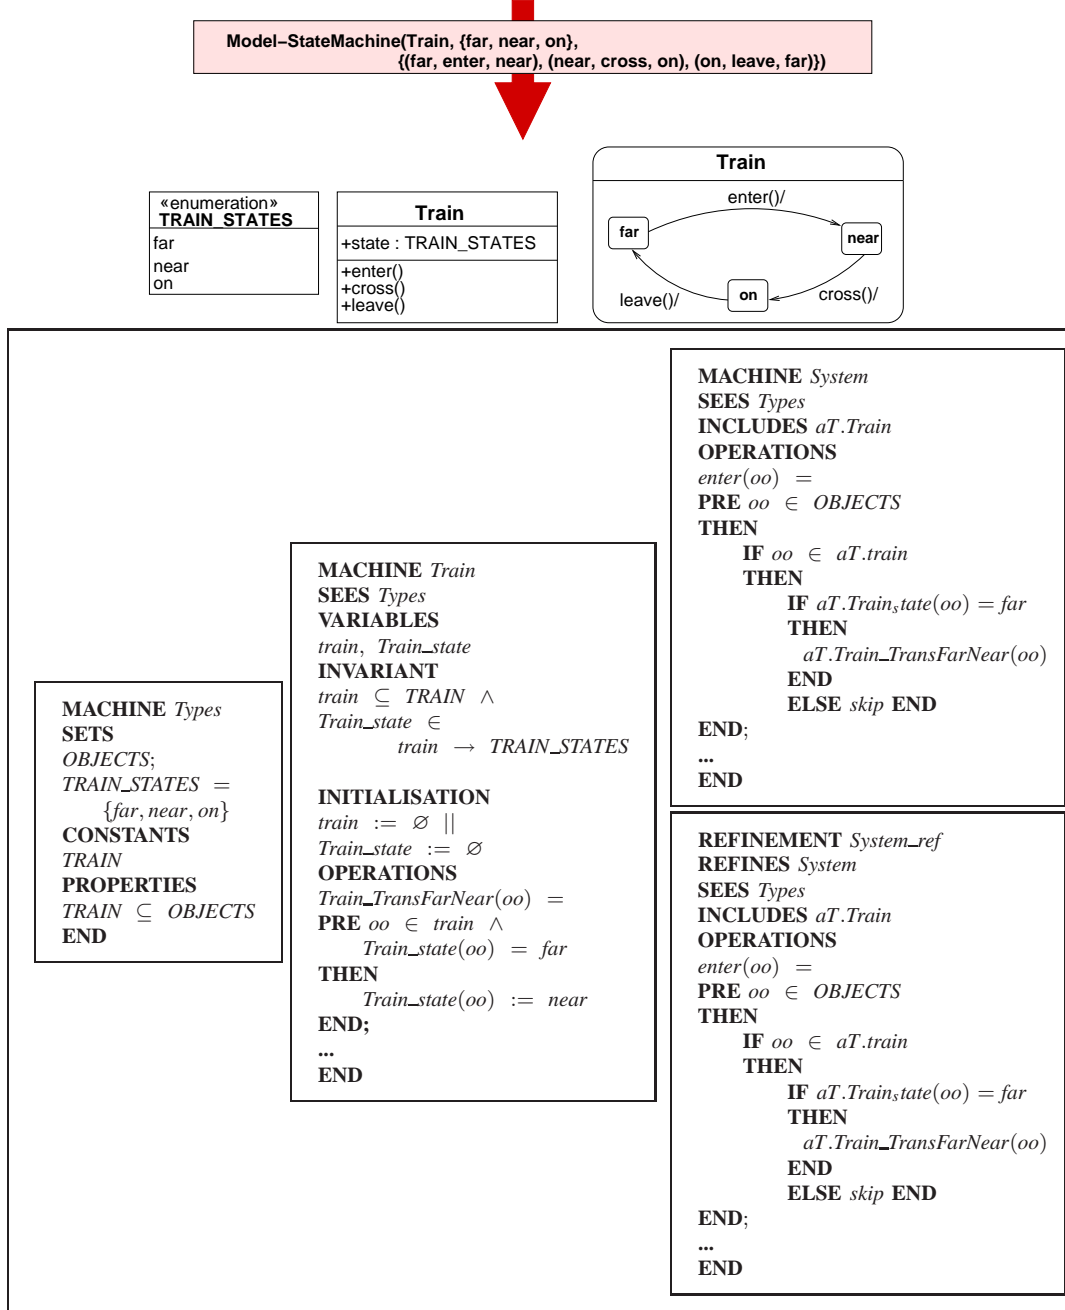 Model–StateMachine(Train, {far, near, on},
{(far, enter, near), (near, cross, on), (on, leave, far)})
«enumeration»
TRAIN_STATES
far
near
on
Train
+state : TRAIN_STATES
+enter()
+cross()
+leave()
Train
enter()/
far
near
on
leave()/
cross()/
MACHINE Types
SETS
OBJECTS;
TRAIN_STATES =
{far, near, on}
CONSTANTS
TRAIN
PROPERTIES
TRAIN ⊆ OBJECTS
END
MACHINE Train
SEES Types
VARIABLES
train, Train_state
INVARIANT
train ⊆ TRAIN ∧
Train_state ∈
train → TRAIN_STATES
INITIALISATION
train := ∅ ||
Train_state := ∅
OPERATIONS
Train_TransFarNear(oo) =
PRE oo ∈ train ∧
Train_state(oo) = far
THEN
Train_state(oo) := near
END;
...
END
MACHINE System
SEES Types
INCLUDES aT.Train
OPERATIONS
enter(oo) =
PRE oo ∈ OBJECTS
THEN
IF oo ∈ aT.train
THEN
IF aT.Trainₛtate(oo) = far
THEN
aT.Train_TransFarNear(oo)
END
ELSE skip END
END;
...
END
REFINEMENT System_ref
REFINES System
SEES Types
INCLUDES aT.Train
OPERATIONS
enter(oo) =
PRE oo ∈ OBJECTS
THEN
IF oo ∈ aT.train
THEN
IF aT.Trainₛtate(oo) = far
THEN
aT.Train_TransFarNear(oo)
END
ELSE skip END
END;
...
END